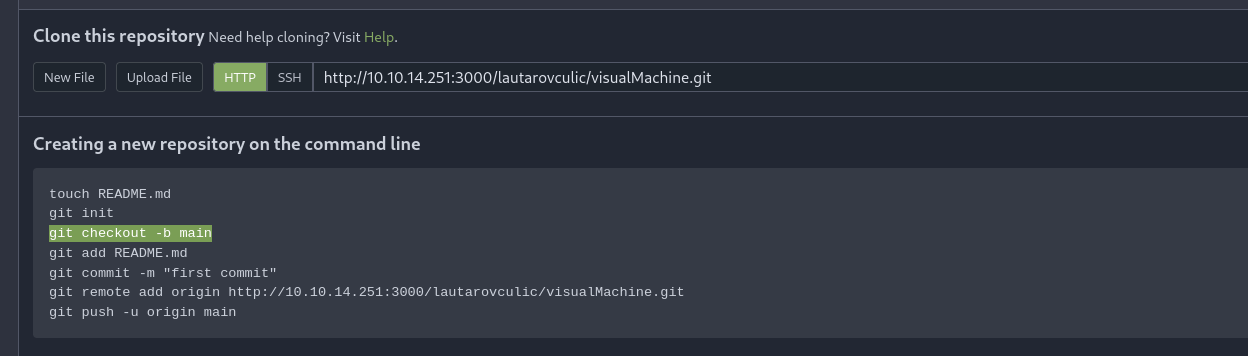 Clone this repository Need help cloning? Visit Help.
New File Upload File HTTP SSH http://10.10.14.251:3000/lautarovculic/visualMachine.git
Creating a new repository on the command line
touch README.md
git init
git checkout -b main
git add README.md
git commit -m "first commit"
git remote add origin http://10.10.14.251:3000/lautarovculic/visualMachine.git
git push -u origin main